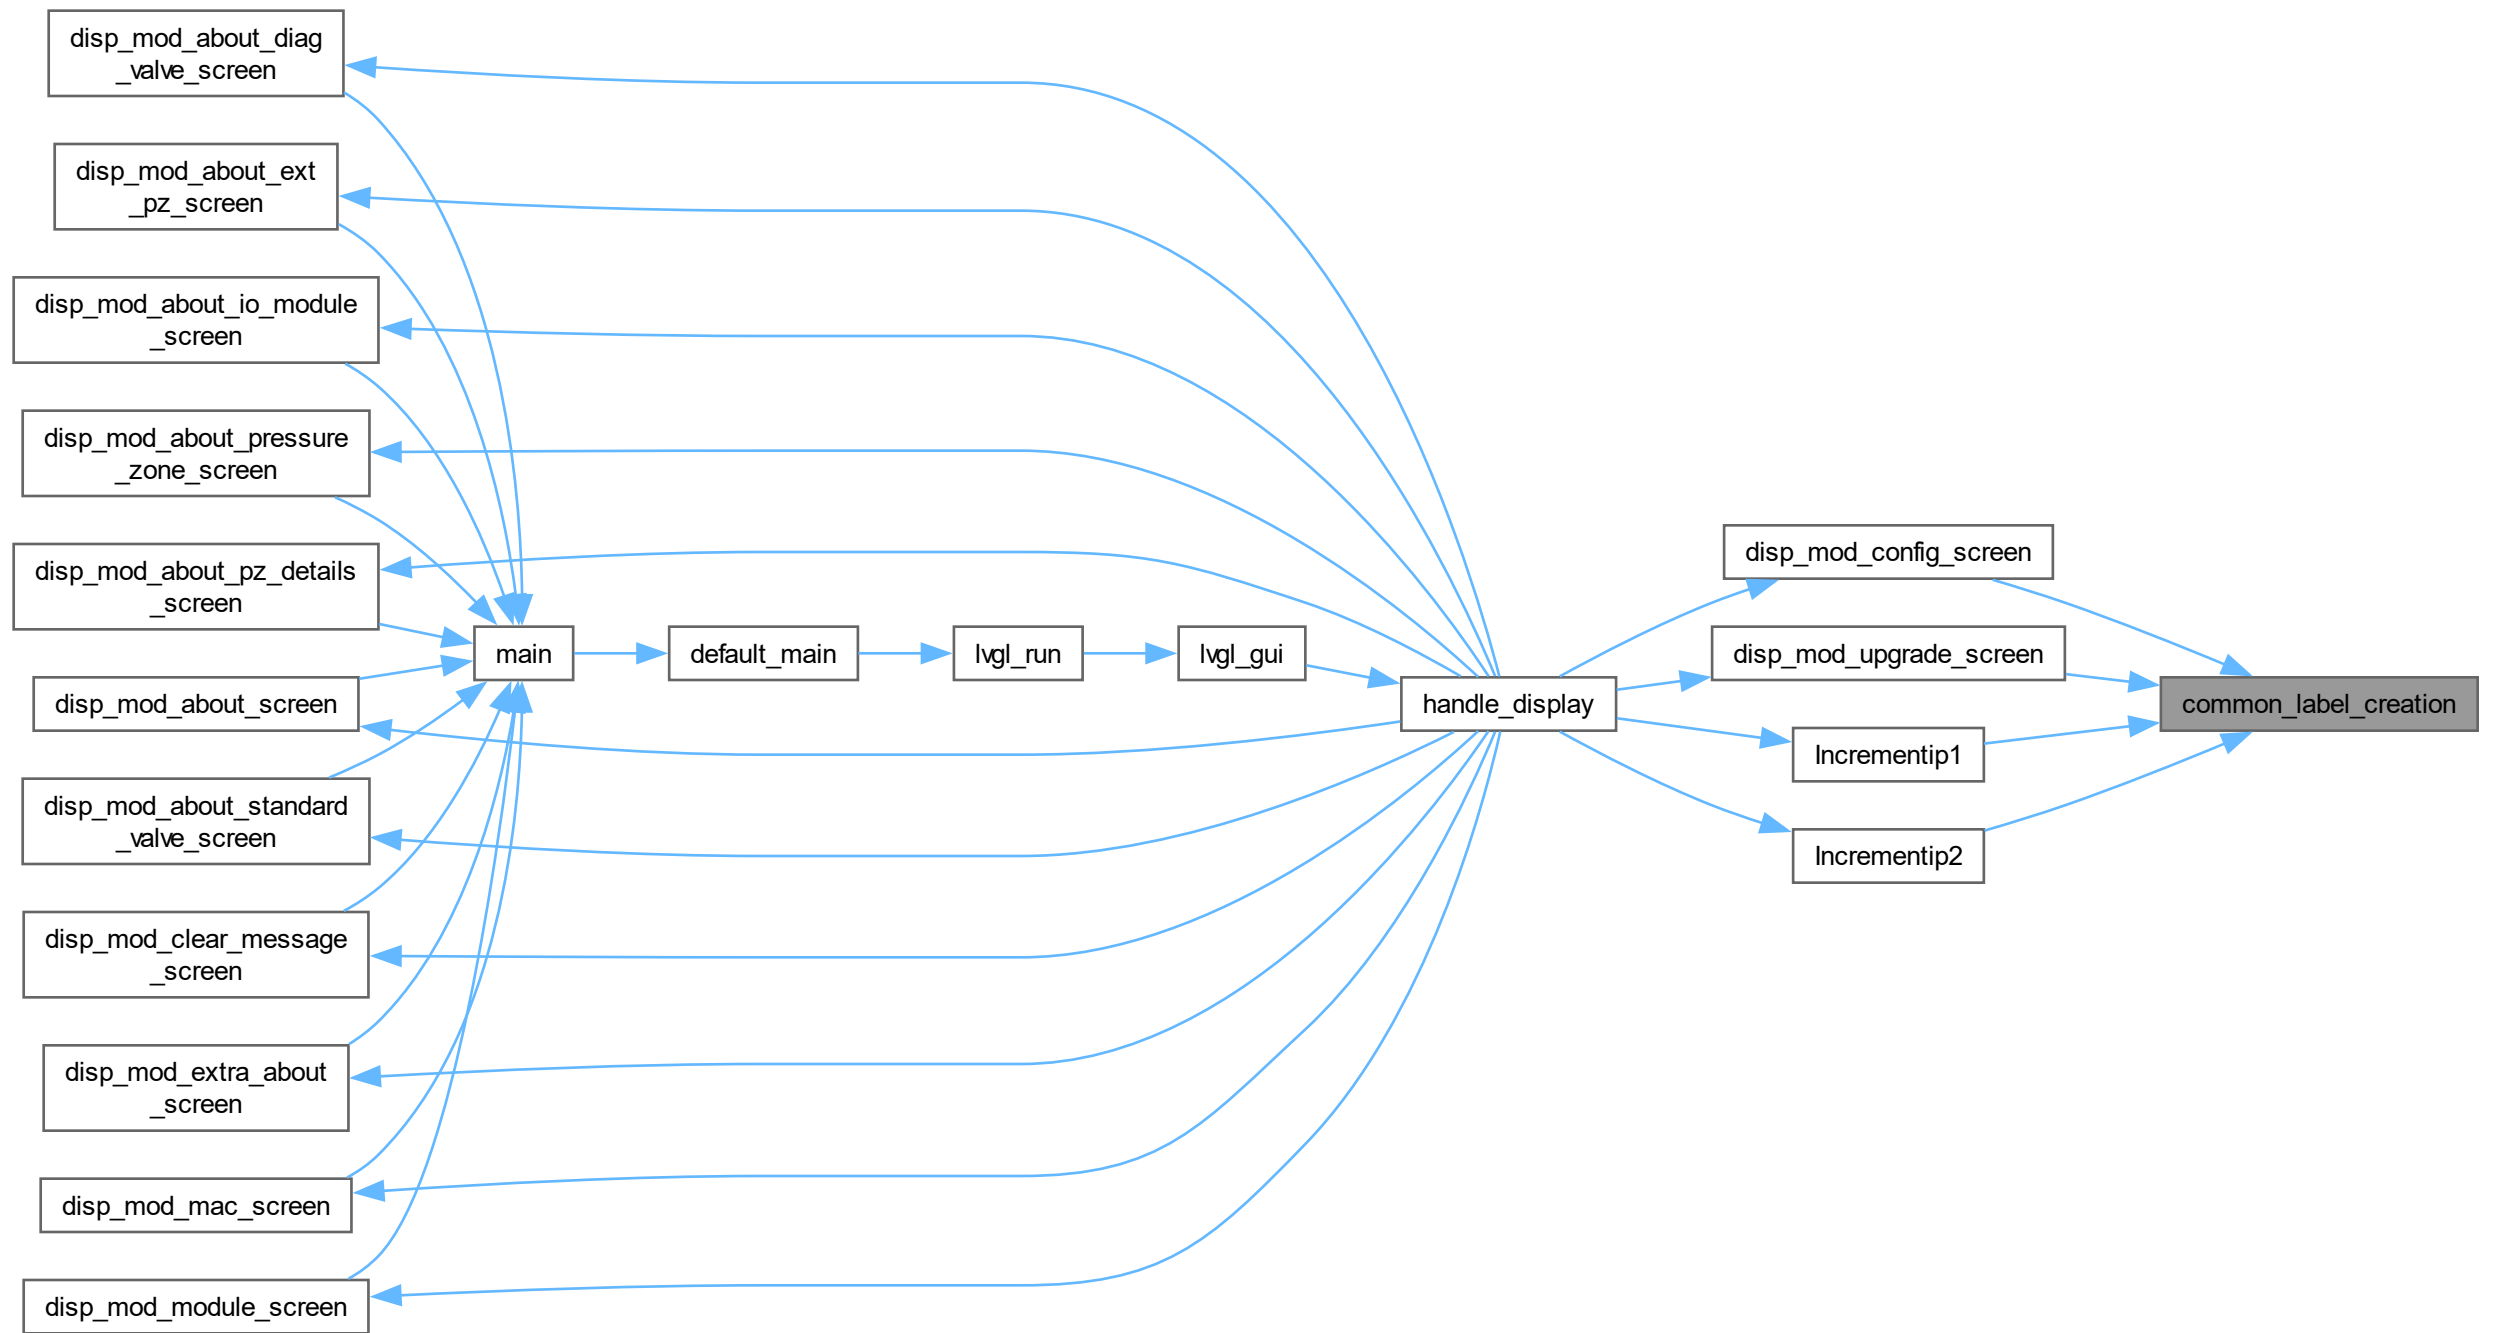 disp_mod_about_diag
_valve_screen
disp_mod_about_ext
_pz_screen
disp_mod_about_io_module
_screen
disp_mod_about_pressure
_zone_screen
disp_mod_about_pz_details
_screen
disp_mod_about_screen
disp_mod_about_standard
_valve_screen
disp_mod_clear_message
_screen
disp_mod_extra_about
_screen
disp_mod_mac_screen
disp_mod_module_screen
main
default_main
lvgl_run
lvgl_gui
handle_display
disp_mod_config_screen
disp_mod_upgrade_screen
Incrementip1
Incrementip2
common_label_creation